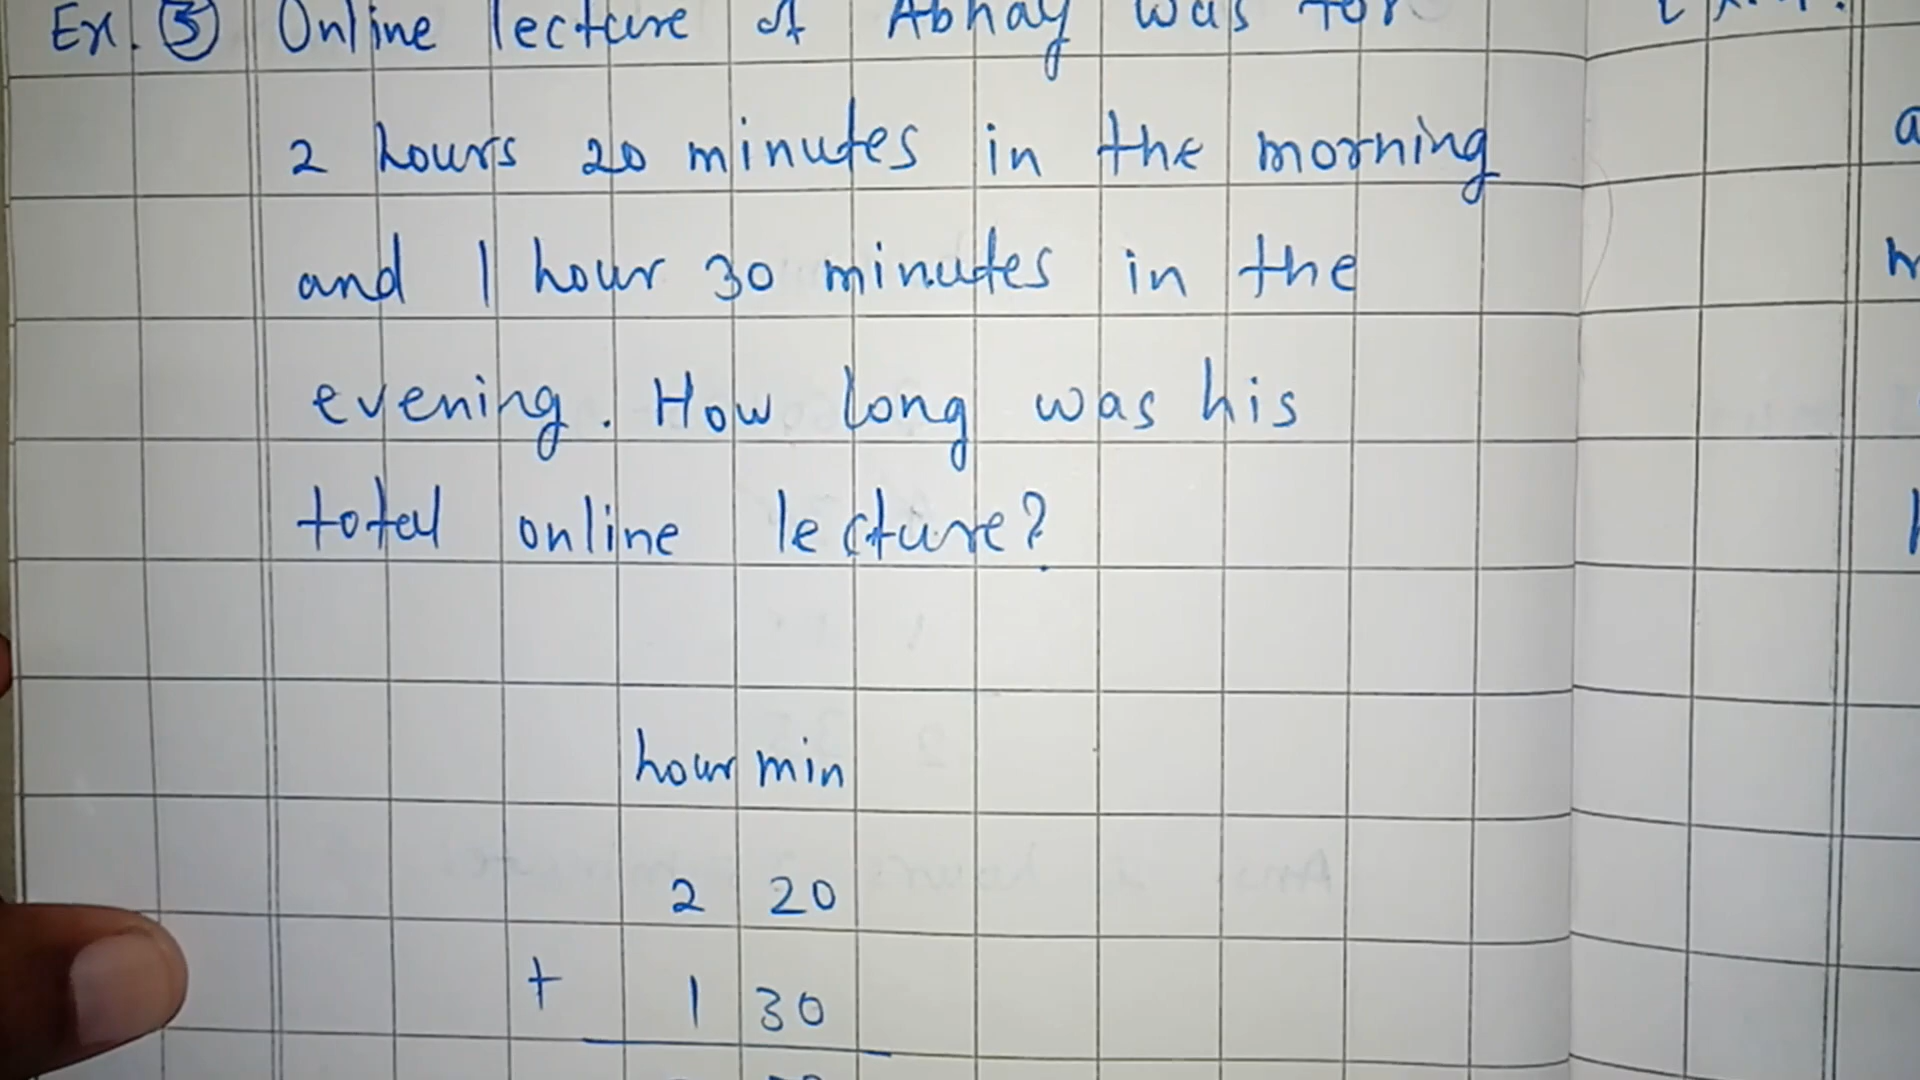 Ex. ③ Online lecture of Abhay was for
2 hours 20 minutes in the morning
and 1 hour 30 minutes in the
evening. How long was his
total online lecture?
hour min
2 20
+ 1 30